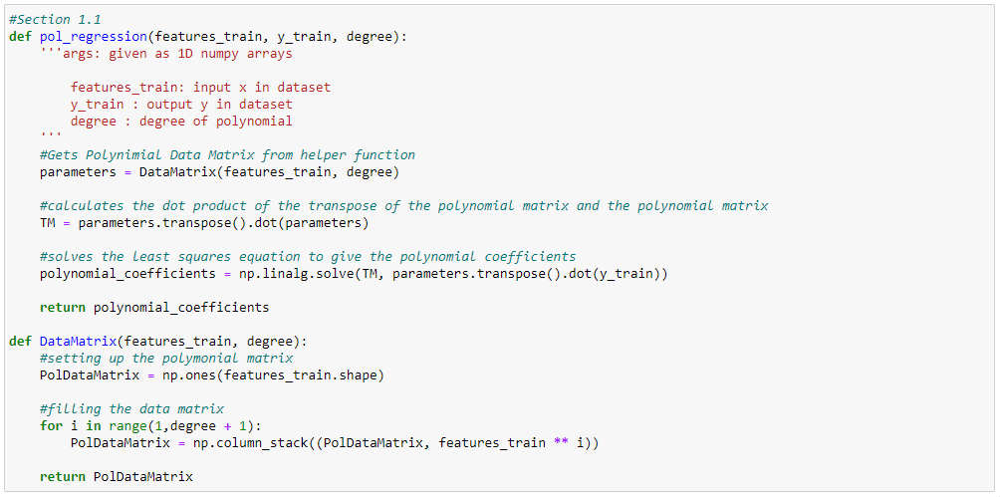 #Section 1.1
def pol_regression(features_train, y_train, degree):
    '''args: given as 1D numpy arrays
        features_train: input x in dataset
        y_train : output y in dataset
        degree : degree of polynomial
    '''
    #Gets Polynimial Data Matrix from helper function
    parameters = DataMatrix(features_train, degree)
    #calculates the dot product of the transpose of the polynomial matrix and the polynomial matrix
    TM = parameters.transpose().dot(parameters)
    #solves the least squares equation to give the polynomial coefficients
    polynomial_coefficients = np.linalg.solve(TM, parameters.transpose().dot(y_train))
    return polynomial_coefficients
def DataMatrix(features_train, degree):
    #setting up the polymonial matrix
    PolDataMatrix = np.ones(features_train.shape)
    #filling the data matrix
    for i in range(1,degree + 1):
        PolDataMatrix = np.column_stack((PolDataMatrix, features_train ** i))
    return PolDataMatrix